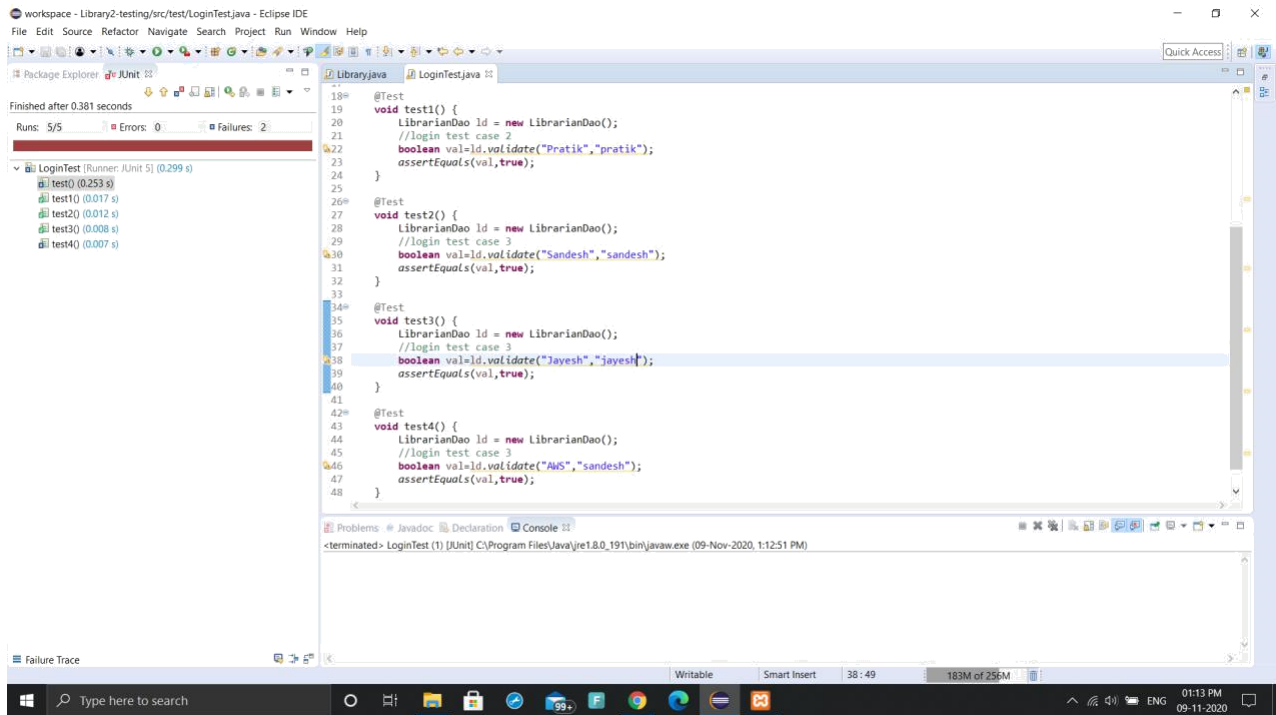 workspace - Library2-testing/src/test/LoginTest.java - Eclipse IDE
File Edit Source Refactor Navigate Search Project Run Window Help
Quick Access
Package Explorer JUnit
Library.java LoginTest.java
Finished after 0.381 seconds
Runs: 5/5 Errors: 0 Failures: 2
LoginTest [Runner: JUnit 5] (0.299 s)
test() (0.253 s)
test1() (0.017 s)
test2() (0.012 s)
test3() (0.008 s)
test4() (0.007 s)
18 @Test
19 void test1() {
20 LibrarianDao ld = new LibrarianDao();
21 //login test case 2
22 boolean val=ld.validate("Pratik","pratik");
23 assertEquals(val,true);
24 }
25
26 @Test
27 void test2() {
28 LibrarianDao ld = new LibrarianDao();
29 //login test case 3
30 boolean val=ld.validate("Sandesh","sandesh");
31 assertEquals(val,true);
32 }
33
34 @Test
35 void test3() {
36 LibrarianDao ld = new LibrarianDao();
37 //login test case 3
38 boolean val=ld.validate("Jayesh","jayesh");
39 assertEquals(val,true);
40 }
41
42 @Test
43 void test4() {
44 LibrarianDao ld = new LibrarianDao();
45 //login test case 3
46 boolean val=ld.validate("AWS","sandesh");
47 assertEquals(val,true);
48 }
Problems Javadoc Declaration Console
<terminated> LoginTest (1) [JUnit] C:\Program Files\Java\jre1.8.0_191\bin\javaw.exe (09-Nov-2020, 1:12:51 PM)
Failure Trace
Writable Smart Insert 38 : 49 183M of 256M
Type here to search
99+
ENG
01:13 PM
09-11-2020